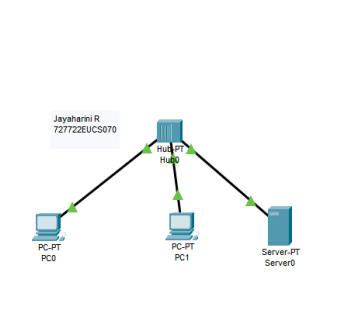 Jayaharini R
727722EUCS070
Hub-PT
Hub0
PC-PT
PC0
PC-PT
PC1
Server-PT
Server0